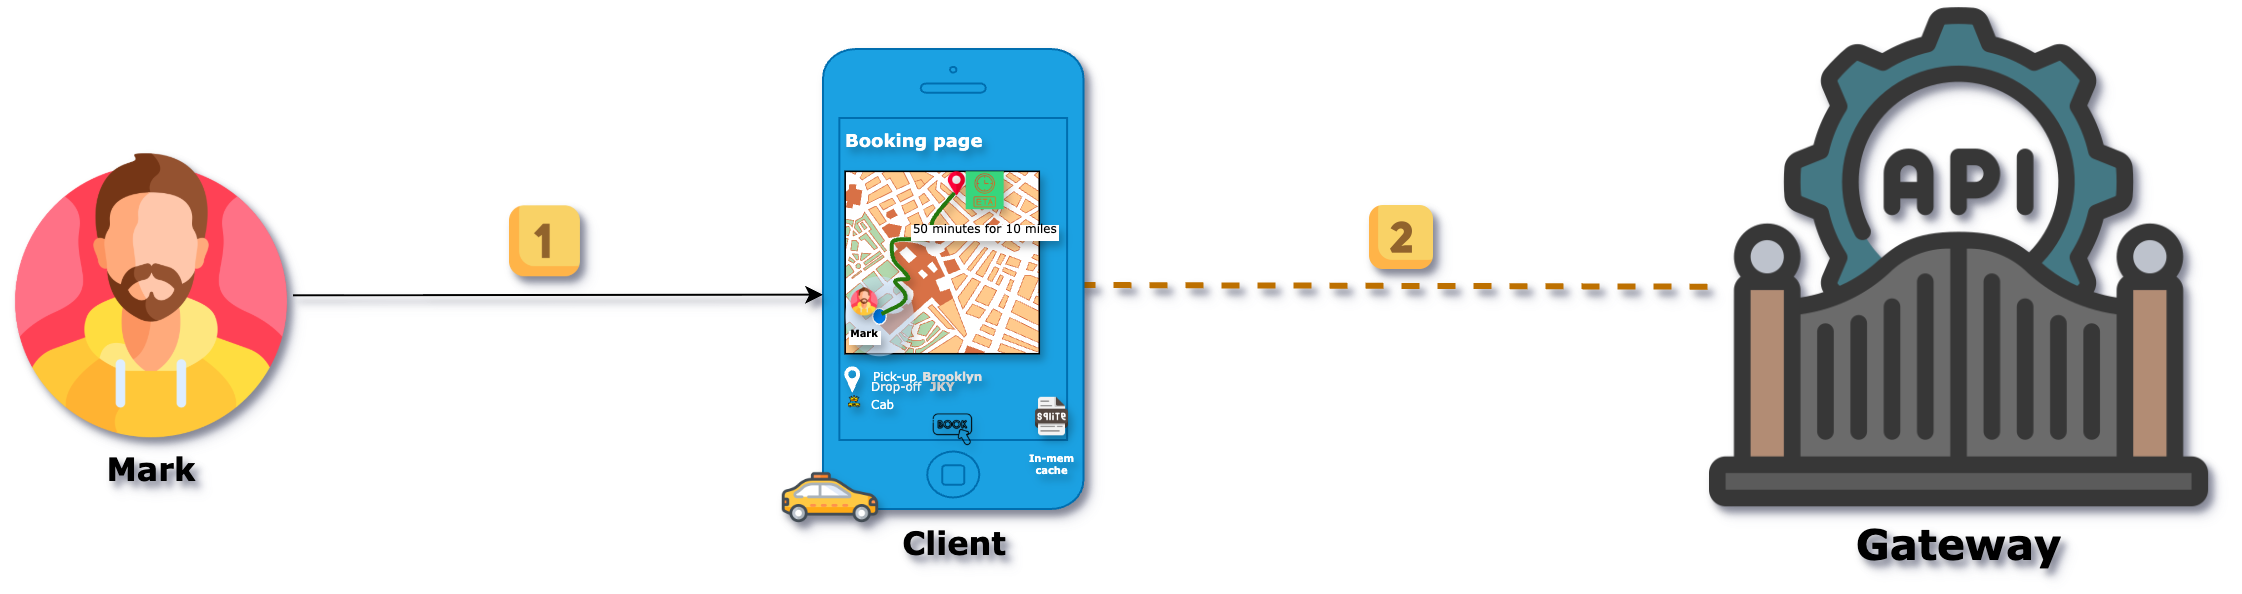 Mark
1
Booking page
ETA
50 minutes for 10 miles
Mark
Pick-up Brooklyn
Drop-off JKY
Cab
BOOK
SQLITE
In-mem
cache
Client
2
API
Gateway